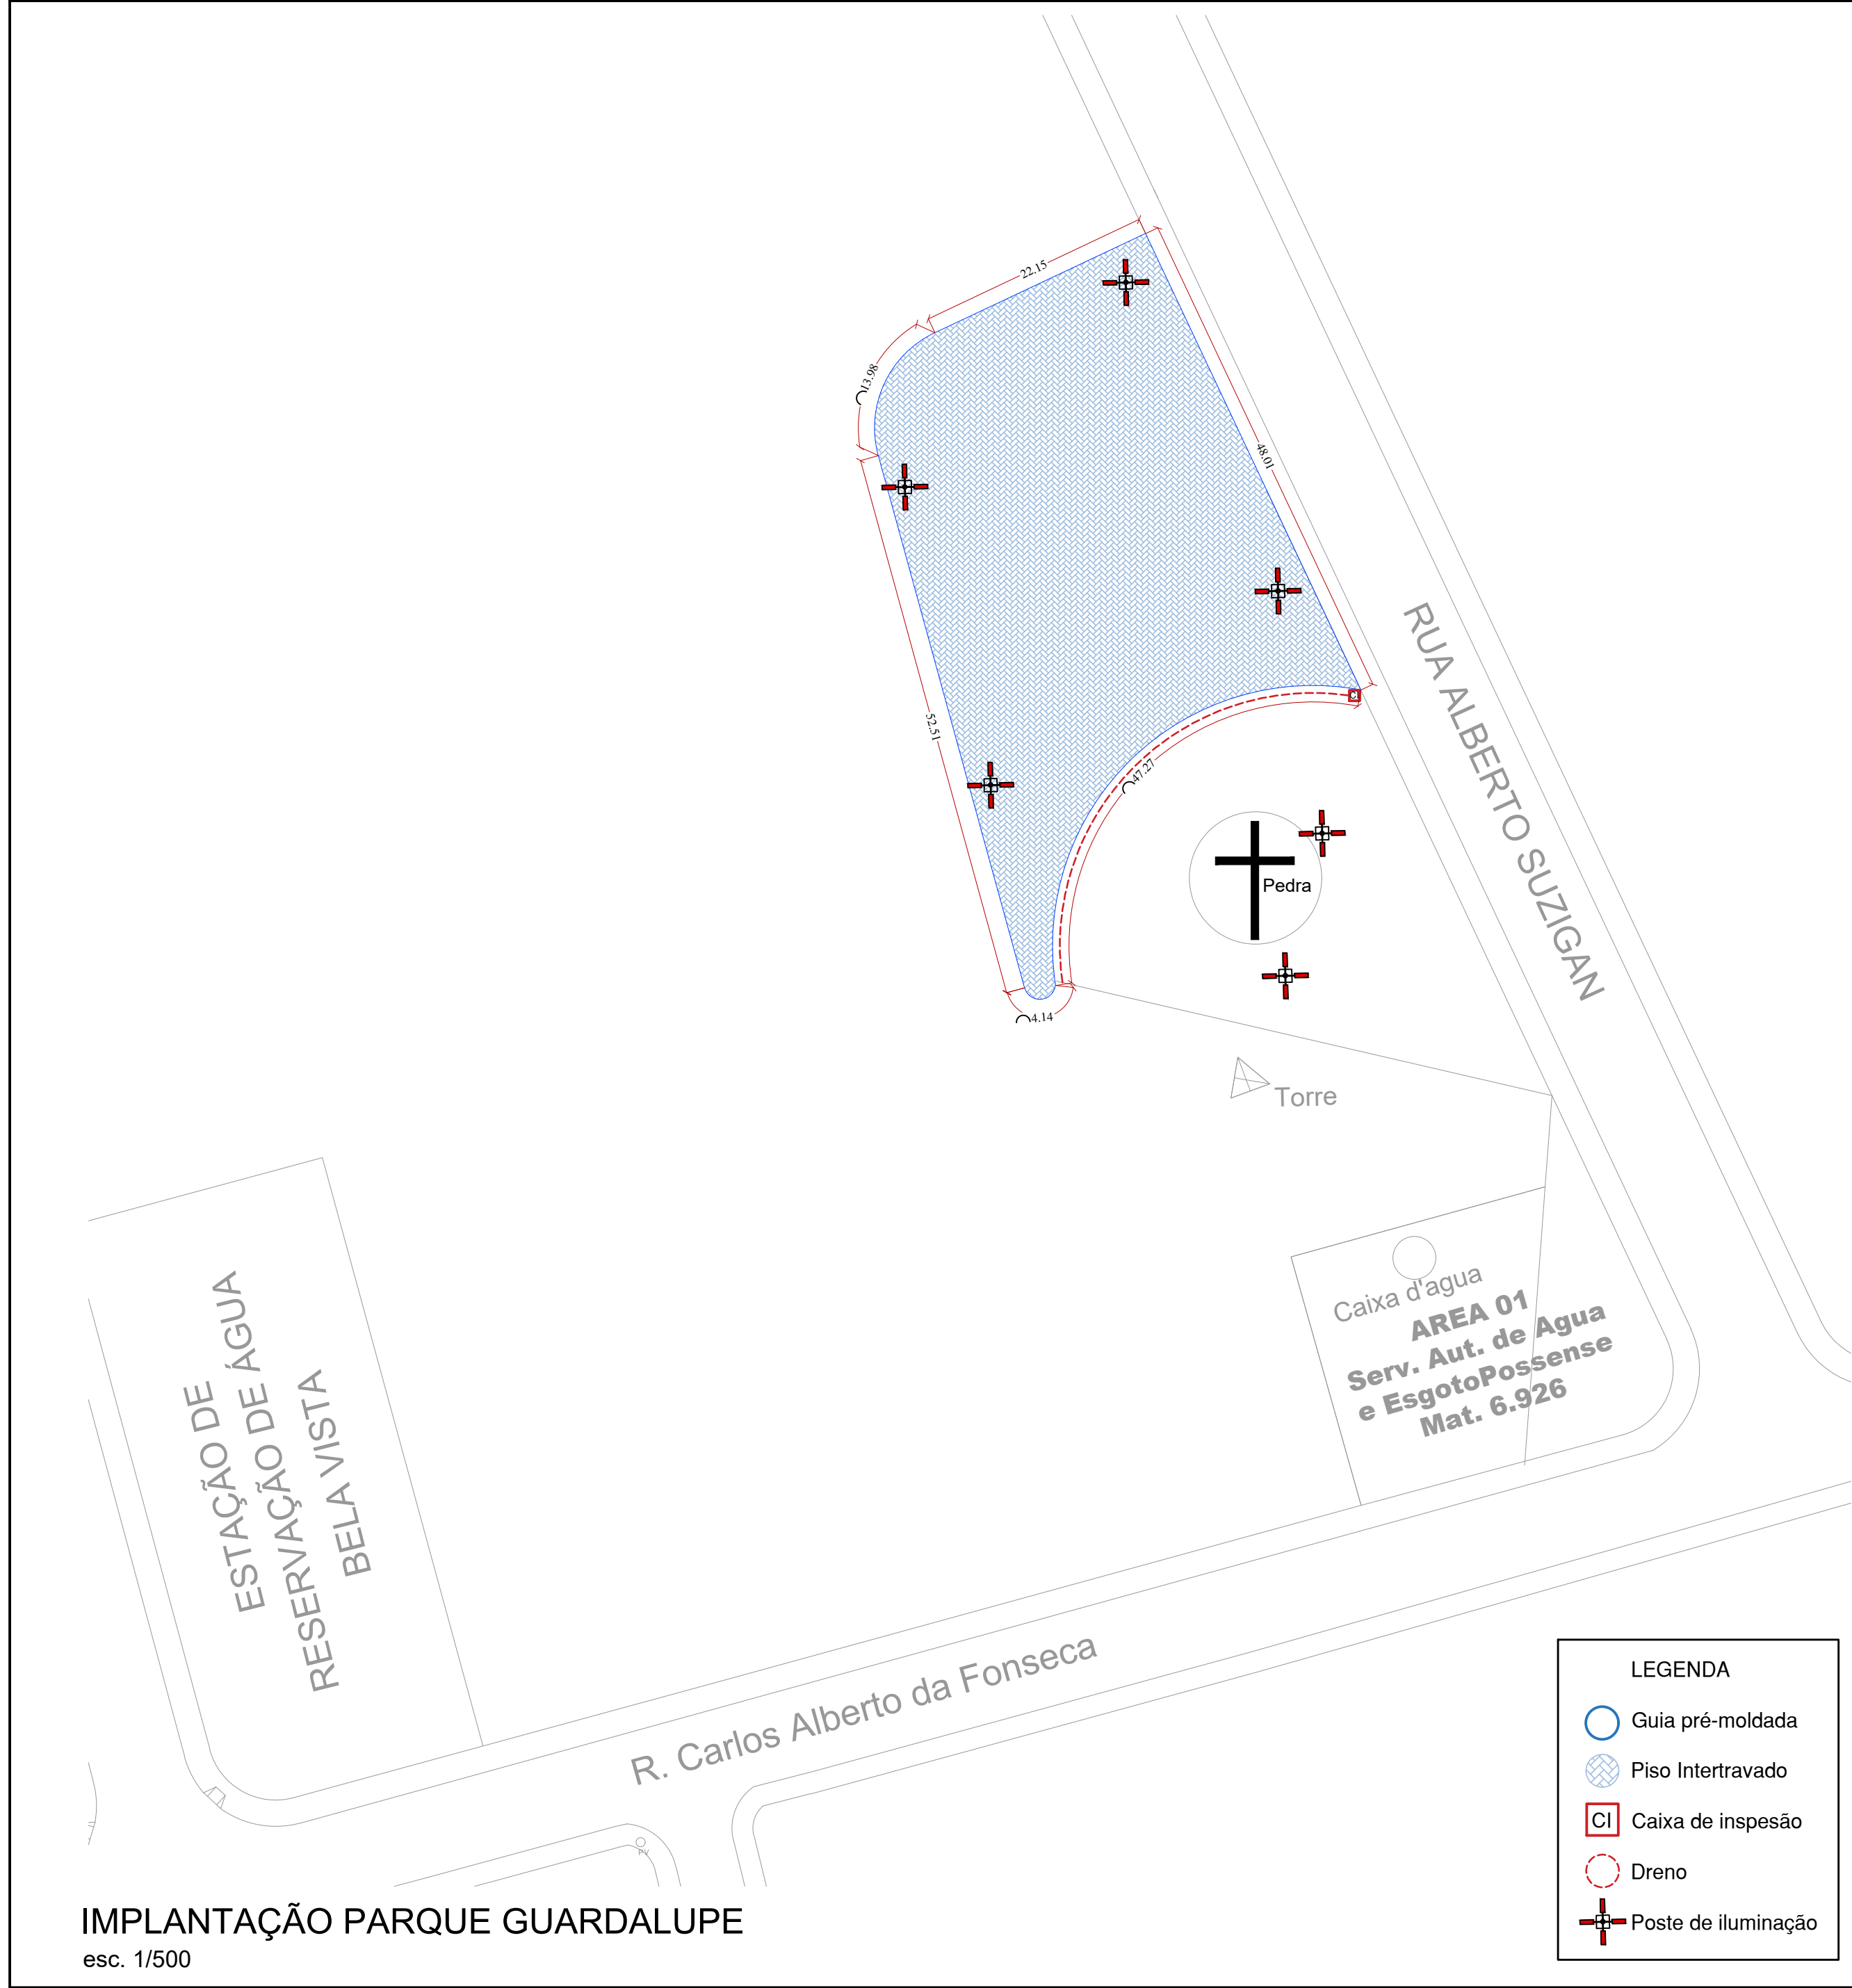 22.15
13.98
48.01
RUA ALBERTO SUZIGAN
CI
52.51
47.27
Pedra
4.14
Torre
Caixa d'agua
AREA 01
Serv. Aut. de Agua
e EsgotoPossense
Mat. 6.926
ESTAÇÃO DE
RESERVAÇÃO DE ÁGUA
BELA VISTA
R. Carlos Alberto da Fonseca
PV
LEGENDA
Guia pré-moldada
Piso Intertravado
CI Caixa de inspesão
Dreno
Poste de iluminação
IMPLANTAÇÃO PARQUE GUARDALUPE
esc. 1/500